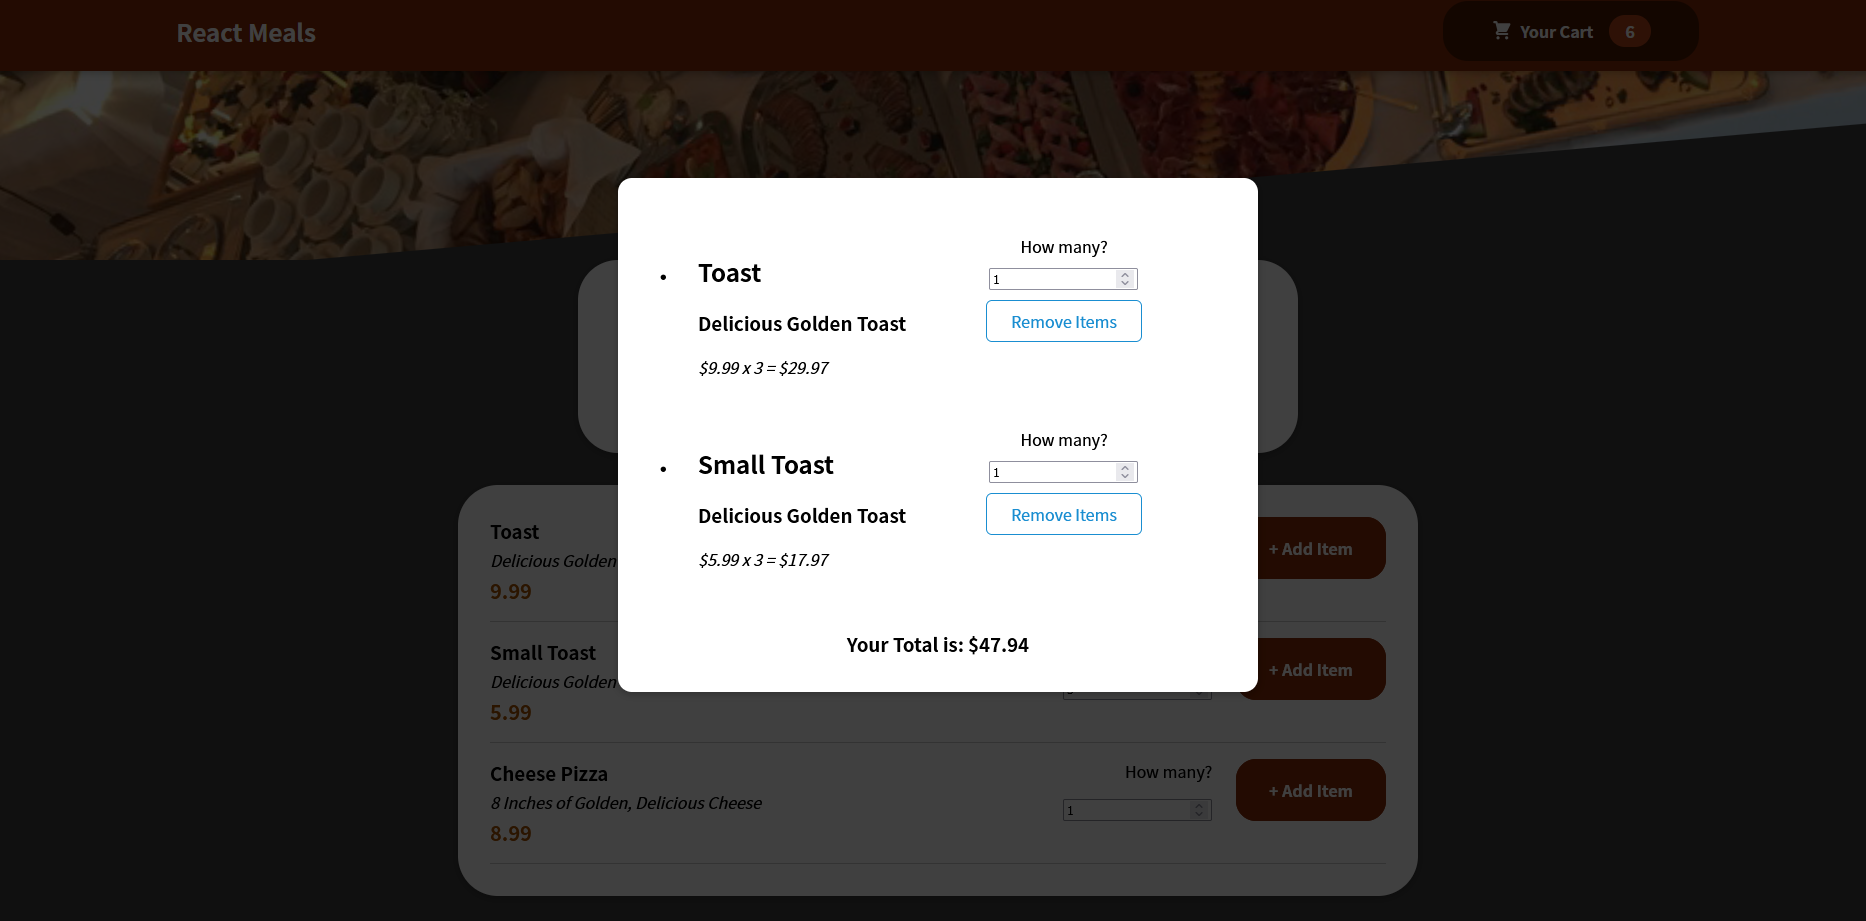 React Meals
Your Cart 6
How many?
• Toast
1
Delicious Golden Toast
Remove Items
$9.99 x 3 = $29.97
How many?
• Small Toast
1
Delicious Golden Toast
Remove Items
$5.99 x 3 = $17.97
Your Total is: $47.94
Toast
+ Add Item
Delicious Golden
9.99
Small Toast
+ Add Item
Delicious Golden
5.99
Cheese Pizza
How many?
+ Add Item
8 Inches of Golden, Delicious Cheese
1
8.99